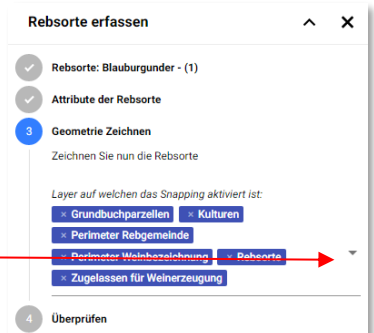 Rebsorte erfassen
Rebsorte: Blauburgunder - (1)
Attribute der Rebsorte
3 Geometrie Zeichnen
Zeichnen Sie nun die Rebsorte
Layer auf welchen das Snapping aktiviert ist:
× Grundbuchparzellen × Kulturen
× Perimeter Rebgemeinde
× Perimeter Weinbezeichnung × Rebsorte
× Zugelassen für Weinerzeugung
4 Überprüfen